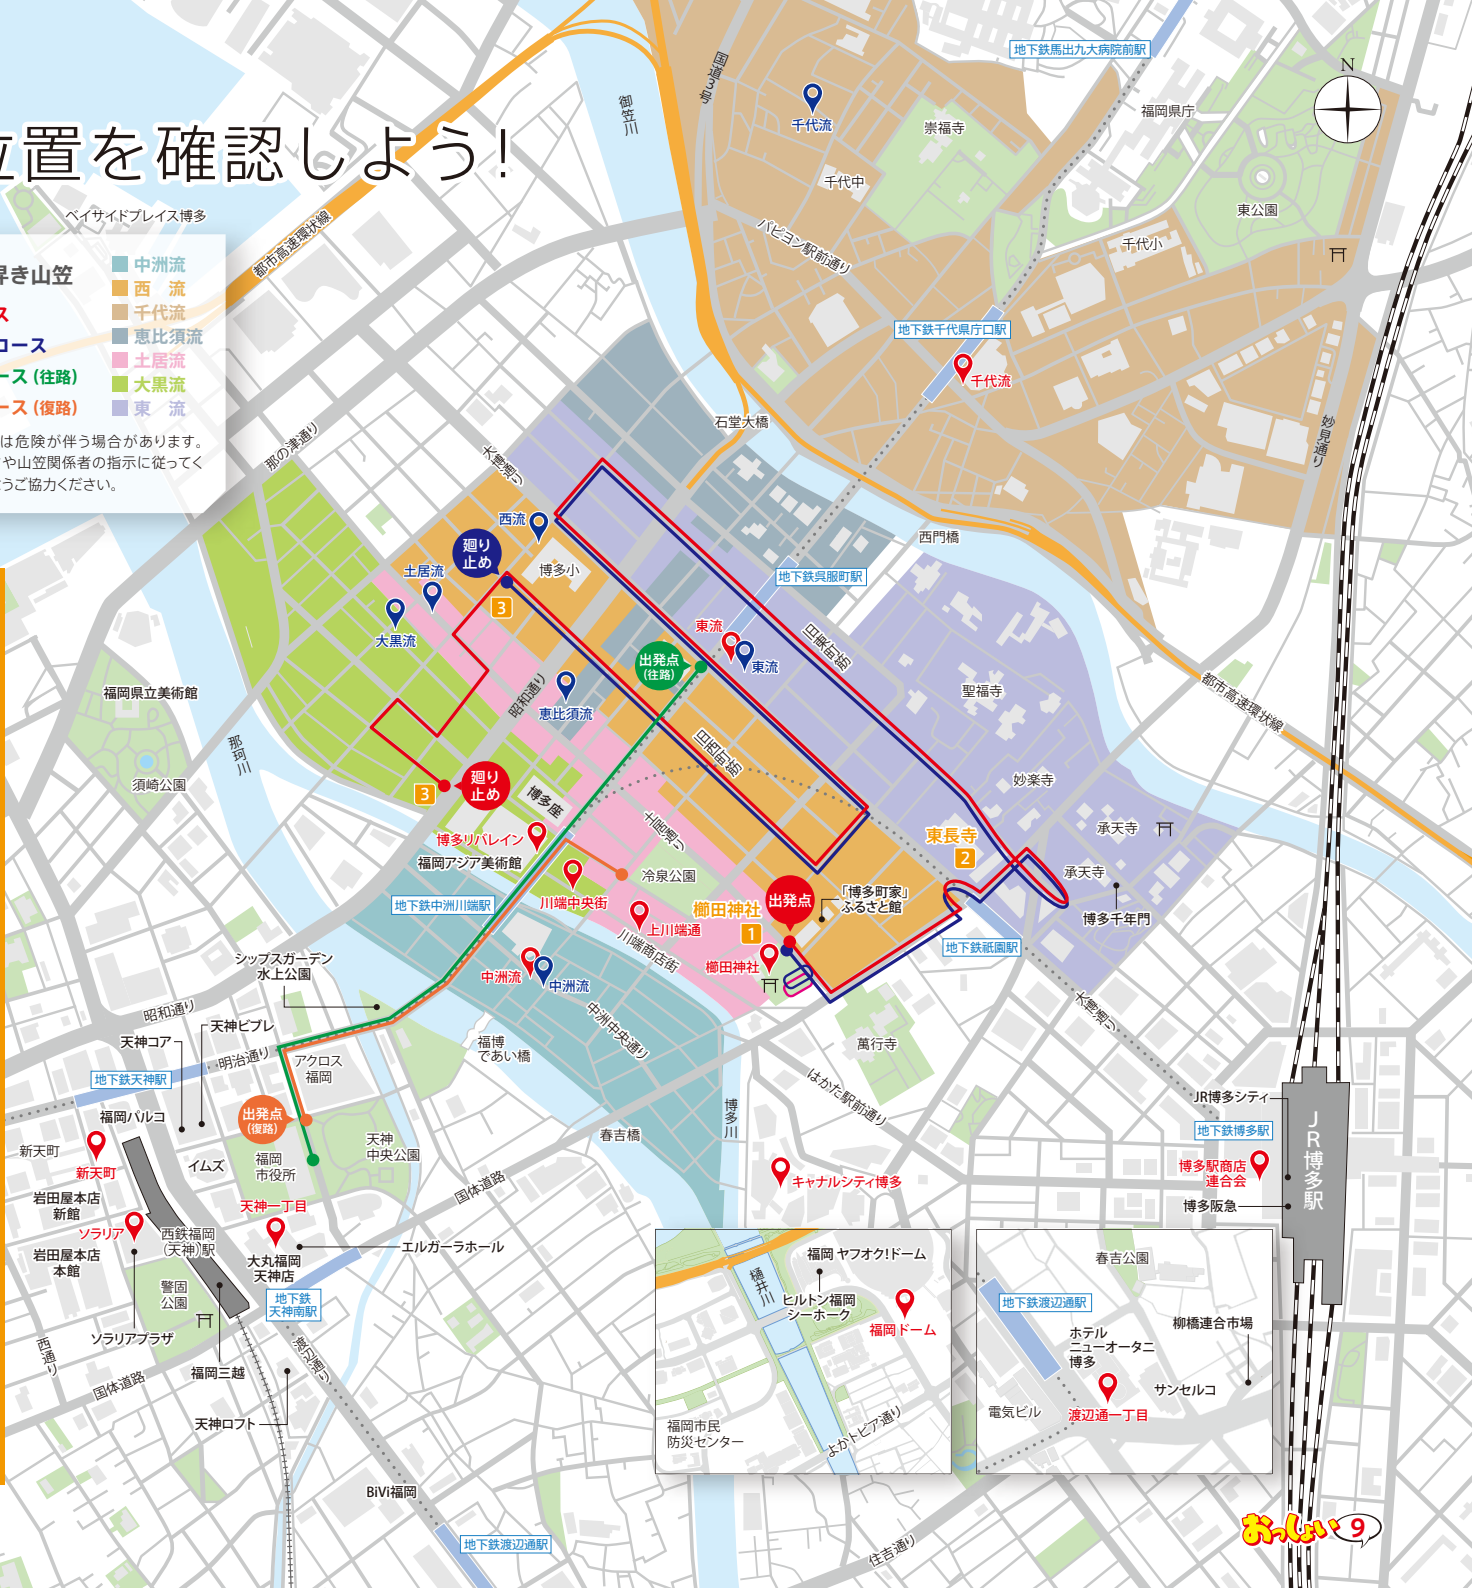 位置を確認しよう!
ベイサイドプレイス博多
舁き山笠
ス
コース
ース(往路)
ース(復路)
は危険が伴う場合があります。
や山笠関係者の指示に従ってく
うご協力ください。
中洲流
西　流
千代流
恵比須流
土居流
大黒流
東　流
N
都市高速環状線
御笠川
国道3号
地下鉄馬出九大病院前駅
福岡県庁
千代流
崇福寺
千代中
東公園
千代小
パピヨン駅前通り
地下鉄千代県庁口駅
千代流
妙見通り
石堂大橋
那の津通り
大博通り
西流
廻り
止め
博多小
土居流
3
大黒流
西門橋
地下鉄呉服町駅
東流
東流
出発点
(往路)
旧東町筋
恵比須流
昭和通り
福岡県立美術館
那珂川
須崎公園
聖福寺
都市高速環状線
旧西町筋
妙楽寺
承天寺
承天寺
博多千年門
3
廻り
止め
博多座
博多リバレイン
福岡アジア美術館
土居通り
冷泉公園
東長寺
2
地下鉄中洲川端駅
川端中央街
上川端通
川端商店街
櫛田神社
1
出発点
「博多町家」
ふるさと館
櫛田神社
地下鉄祇園駅
大博通り
シップスガーデン
水上公園
中洲流
中洲流
中洲中央通り
昭和通り
天神ビブレ
天神コア
明治通り
福博
であい橋
萬行寺
アクロス
福岡
地下鉄天神駅
福岡パルコ
出発点
(復路)
はかた駅前通り
博多川
春吉橋
JR博多シティ
地下鉄博多駅
JR博多駅
新天町
新天町
イムズ
福岡
市役所
天神
中央公園
国体道路
キャナルシティ博多
博多駅商店
連合会
博多阪急
岩田屋本店
新館
ソラリア
岩田屋本店
本館
西鉄福岡
(天神)駅
天神一丁目
大丸福岡
天神店
エルガーラホール
警固
公園
地下鉄
天神南駅
ソラリアプラザ
西通り
国体道路
福岡三越
渡辺通り
天神ロフト
BiVi福岡
地下鉄渡辺通駅
樋井川
福岡 ヤフオク!ドーム
ヒルトン福岡
シーホーク
福岡ドーム
福岡市民
防災センター
よかトピア通り
春吉公園
地下鉄渡辺通駅
柳橋連合市場
ホテル
ニューオータニ
博多
サンセルコ
電気ビル
渡辺通一丁目
住吉通り
おっしょい
9